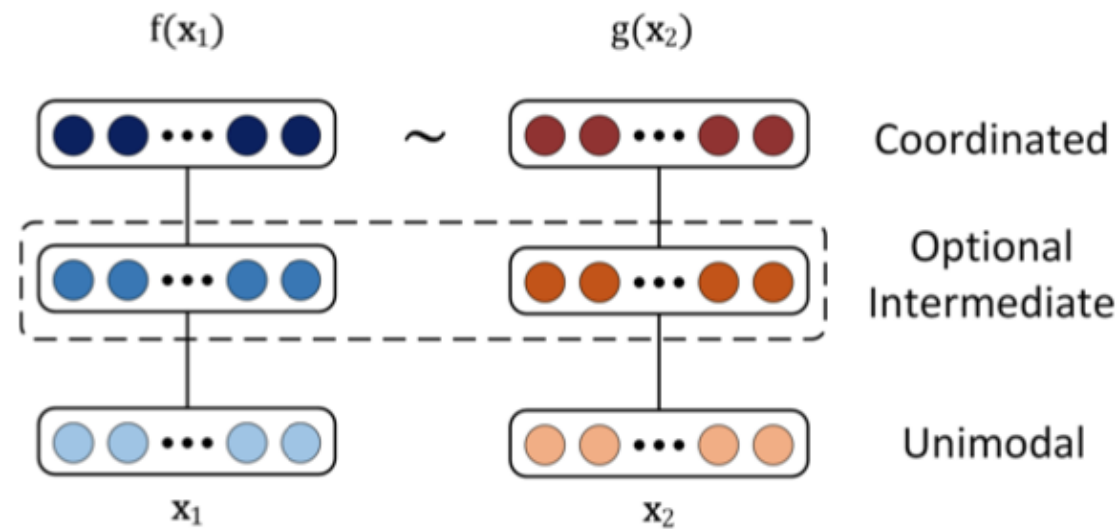 f(x₁) g(x₂)
~ Coordinated
Optional
Intermediate
Unimodal
x₁ x₂